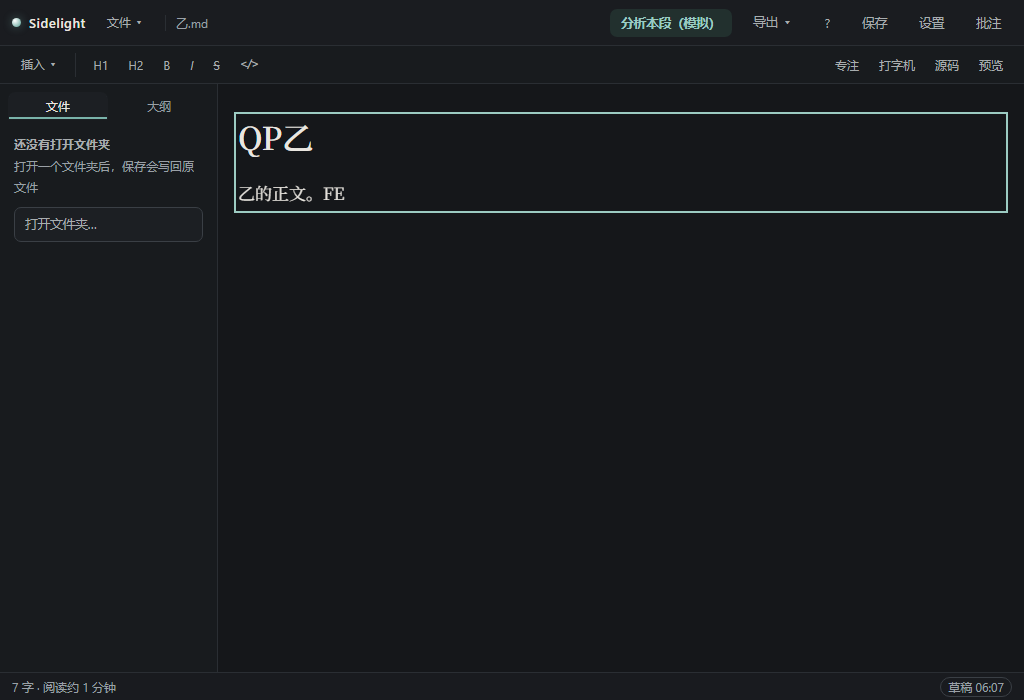 Sidelight 文件 乙.md 分析本段（模拟） 导出 ? 保存 设置 批注
插入 H1 H2 B I S </> 专注 打字机 源码 预览
文件 大纲
还没有打开文件夹
打开一个文件夹后，保存会写回原
文件
打开文件夹...
QP乙
乙的正文。FE
7 字 · 阅读约 1 分钟 草稿 06:07